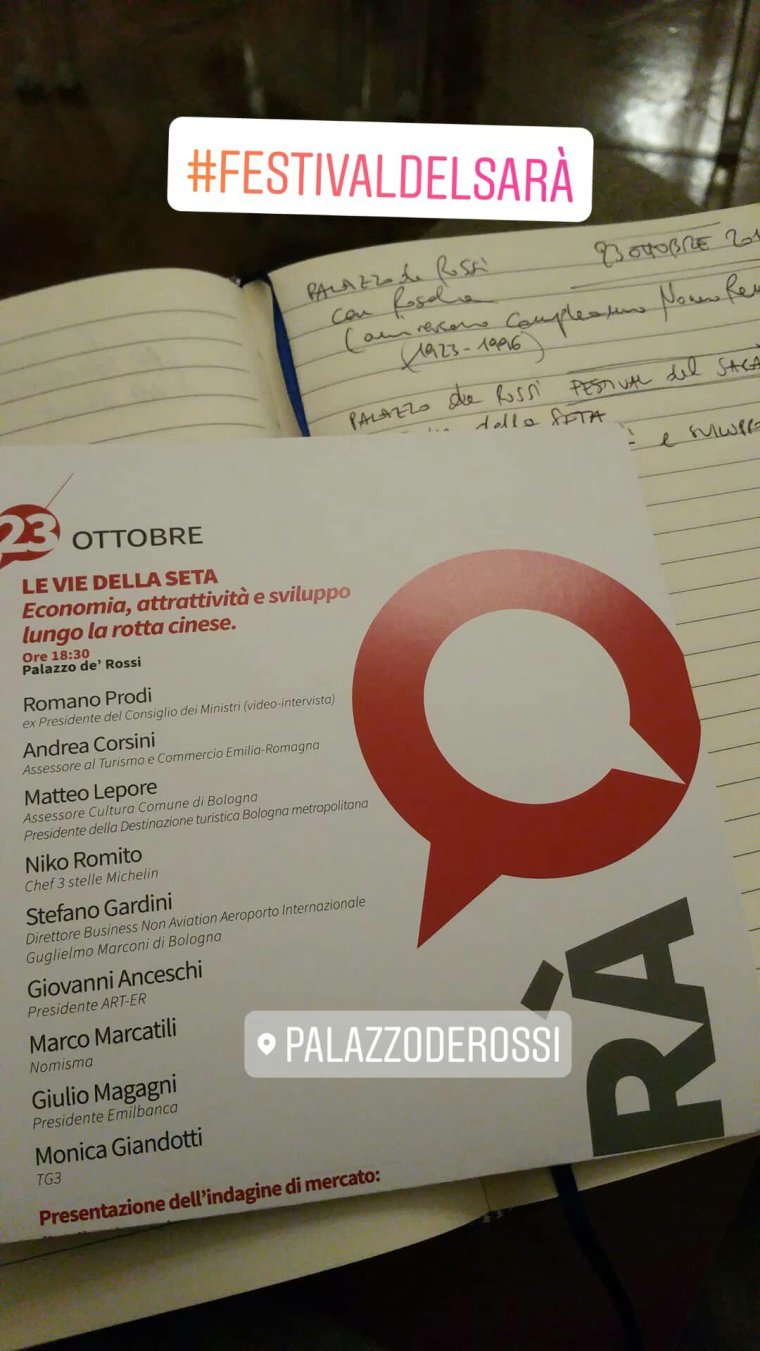 #FESTIVALDELSARÀ
PALAZZO de ROSSI 23 OTTOBRE
con
(1923-1996)
PALAZZO de ROSSI FESTIVAL del SARÀ
della SETA
e SVILUPPO
23 OTTOBRE
LE VIE DELLA SETA
Economia, attrattività e sviluppo
lungo la rotta cinese.
Ore 18:30
Palazzo de' Rossi
Romano Prodi
ex Presidente del Consiglio dei Ministri (video-intervista)
Andrea Corsini
Assessore al Turismo e Commercio Emilia-Romagna
Matteo Lepore
Assessore Cultura Comune di Bologna
Presidente della Destinazione turistica Bologna metropolitana
Niko Romito
Chef 3 stelle Michelin
Stefano Gardini
Direttore Business Non Aviation Aeroporto Internazionale
Guglielmo Marconi di Bologna
Giovanni Anceschi
Presidente ART-ER
Marco Marcatili
Nomisma
Giulio Magagni
Presidente Emilbanca
Monica Giandotti
TG3
Presentazione dell'indagine di mercato:
RÀ
PALAZZODEROSSI